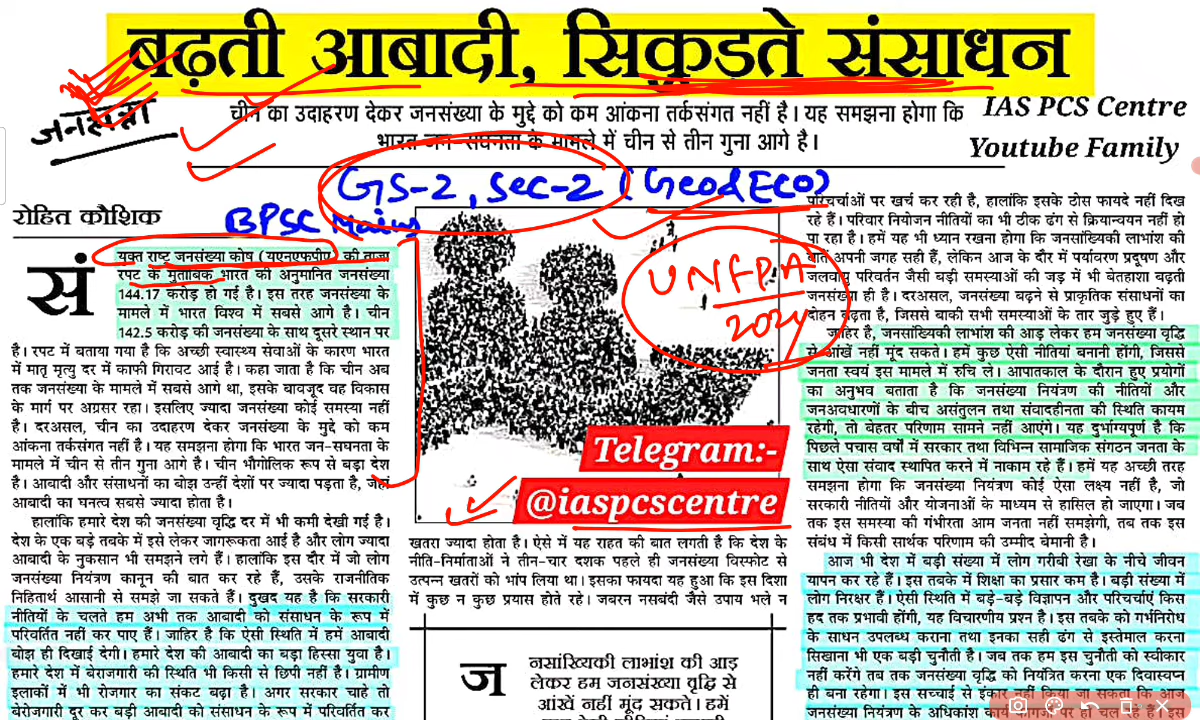 बढ़ती आबादी, सिकुड़ते संसाधन
चीन का उदाहरण देकर जनसंख्या के मुद्दे को कम आंकना तर्कसंगत नहीं है। यह समझना होगा कि
भारत जन-सघनता के मामले में चीन से तीन गुना आगे है।
IAS PCS Centre
Youtube Family
जनसत्ता
GS-2, Sec-2 (Geo & Eco)
BPSC Mains
UNFPA
2024
रोहित कौशिक
संयुक्त राष्ट्र जनसंख्या कोष (यूएनएफपीए) की ताजा
रपट के मुताबिक भारत की अनुमानित जनसंख्या
144.17 करोड़ हो गई है। इस तरह जनसंख्या के
मामले में भारत विश्व में सबसे आगे है। चीन
142.5 करोड़ की जनसंख्या के साथ दूसरे स्थान पर
है। रपट में बताया गया है कि अच्छी स्वास्थ्य सेवाओं के कारण भारत
में मातृ मृत्यु दर में काफी गिरावट आई है। कहा जाता है कि चीन अब
तक जनसंख्या के मामले में सबसे आगे था, इसके बावजूद वह विकास
के मार्ग पर अग्रसर रहा। इसलिए ज्यादा जनसंख्या कोई समस्या नहीं
है। दरअसल, चीन का उदाहरण देकर जनसंख्या के मुद्दे को कम
आंकना तर्कसंगत नहीं है। यह समझना होगा कि भारत जन-सघनता के
मामले में चीन से तीन गुना आगे है। चीन भौगोलिक रूप से बड़ा देश
है। आबादी और संसाधनों का बोझ उन्हीं देशों पर ज्यादा पड़ता है, जहां
आबादी का घनत्व सबसे ज्यादा होता है।
हालांकि हमारे देश की जनसंख्या वृद्धि दर में भी कमी देखी गई है।
देश के एक बड़े तबके में इसे लेकर जागरूकता आई है और लोग ज्यादा
आबादी के नुकसान भी समझने लगे हैं। हालांकि इस दौर में जो लोग
जनसंख्या नियंत्रण कानून की बात कर रहे हैं, उसके राजनीतिक
निहितार्थ आसानी से समझे जा सकते हैं। दुखद यह है कि सरकारी
नीतियों के चलते हम अभी तक आबादी को संसाधन के रूप में
परिवर्तित नहीं कर पाए हैं। जाहिर है कि ऐसी स्थिति में हमें आबादी
बोझ ही दिखाई देगी। हमारे देश की आबादी का बड़ा हिस्सा युवा है।
हमारे देश में बेराजगारी की स्थिति भी किसी से छिपी नहीं है। ग्रामीण
इलाकों में भी रोजगार का संकट बढ़ा है। अगर सरकार चाहे तो
बेरोजगारी दूर कर बड़ी आबादी को संसाधन के रूप में परिवर्तित कर
Telegram:-
@iaspcscentre
खतरा ज्यादा होता है। ऐसे में यह राहत की बात लगती है कि देश के
नीति-निर्माताओं ने तीन-चार दशक पहले ही जनसंख्या विस्फोट से
उत्पन्न खतरों को भांप लिया था। इसका फायदा यह हुआ कि इस दिशा
में कुछ न कुछ प्रयास होते रहे। जबरन नसबंदी जैसे उपाय भले न
जनसांख्यिकी लाभांश की आड़
लेकर हम जनसंख्या वृद्धि से
आंखें नहीं मूंद सकते। हमें
परिचर्चाओं पर खर्च कर रही है, हालांकि इसके ठोस फायदे नहीं दिख
रहे हैं। परिवार नियोजन नीतियों का भी ठीक ढंग से क्रियान्वयन नहीं हो
पा रहा है। हमें यह भी ध्यान रखना होगा कि जनसांख्यिकी लाभांश की
बात अपनी जगह सही हैं, लेकिन आज के दौर में पर्यावरण प्रदूषण और
जलवायु परिवर्तन जैसी बड़ी समस्याओं की जड़ में भी बेतहाशा बढ़ती
जनसंख्या ही है। दरअसल, जनसंख्या बढ़ने से प्राकृतिक संसाधनों का
दोहन बढ़ता है, जिससे बाकी सभी समस्याओं के तार जुड़े हुए हैं।
जाहिर है, जनसांख्यिकी लाभांश की आड़ लेकर हम जनसंख्या वृद्धि
से आंखें नहीं मूंद सकते। हमें कुछ ऐसी नीतियां बनानी होंगी, जिससे
जनता स्वयं इस मामले में रुचि ले। आपातकाल के दौरान हुए प्रयोगों
का अनुभव बताता है कि जनसंख्या नियंत्रण की नीतियों और
जनअवधारणों के बीच असंतुलन तथा संवादहीनता की स्थिति कायम
रहेगी, तो बेहतर परिणाम सामने नहीं आएंगे। यह दुर्भाग्यपूर्ण है कि
पिछले पचास वर्षों में सरकार तथा विभिन्न सामाजिक संगठन जनता के
साथ ऐसा संवाद स्थापित करने में नाकाम रहे हैं। हमें यह अच्छी तरह
समझना होगा कि जनसंख्या नियंत्रण कोई ऐसा लक्ष्य नहीं है, जो
सरकारी नीतियों और योजनाओं के माध्यम से हासिल हो जाएगा। जब
तक इस समस्या की गंभीरता आम जनता नहीं समझेगी, तब तक इस
संबंध में किसी सार्थक परिणाम की उम्मीद बेमानी है।
आज भी देश में बड़ी संख्या में लोग गरीबी रेखा के नीचे जीवन
यापन कर रहे हैं। इस तबके में शिक्षा का प्रसार कम है। बड़ी संख्या में
लोग निरक्षर हैं। ऐसी स्थिति में बड़े-बड़े विज्ञापन और परिचर्चाएं किस
हद तक प्रभावी होंगी, यह विचारणीय प्रश्न है। इस तबके को गर्भनिरोध
के साधन उपलब्ध कराना तथा इनका सही ढंग से इस्तेमाल करना
सिखाना भी एक बड़ी चुनौती है। जब तक हम इस चुनौती को स्वीकार
नहीं करेंगे तब तक जनसंख्या वृद्धि को नियंत्रित करना एक दिवास्वप्न
ही बना रहेगा। इस सच्चाई से इंकार नहीं किया जा सकता कि आज
जनसंख्या नियंत्रण के अधिकांश कार्य